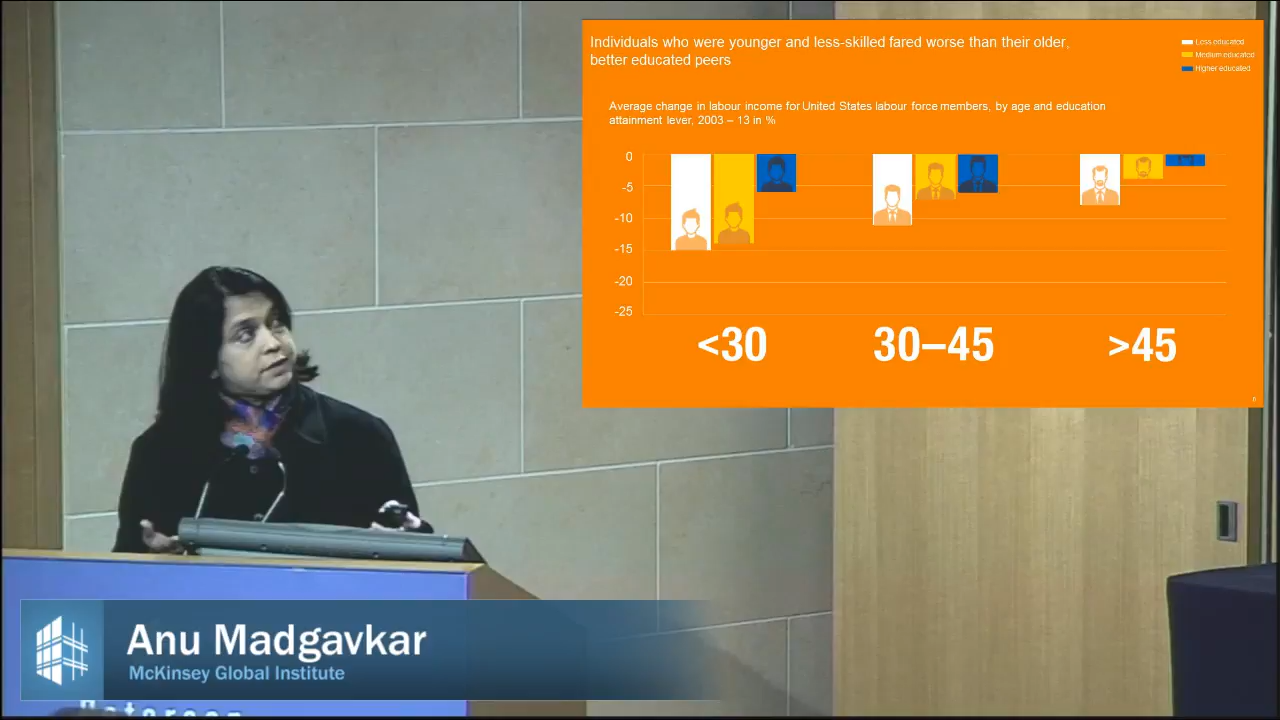 Individuals who were younger and less-skilled fared worse than their older,
better educated peers
Less educated
Medium educated
Higher educated
Average change in labour income for United States labour force members, by age and education
attainment lever, 2003 – 13 in %
0
-5
-10
-15
-20
-25
<30
30–45
>45
6
Anu Madgavkar
McKinsey Global Institute